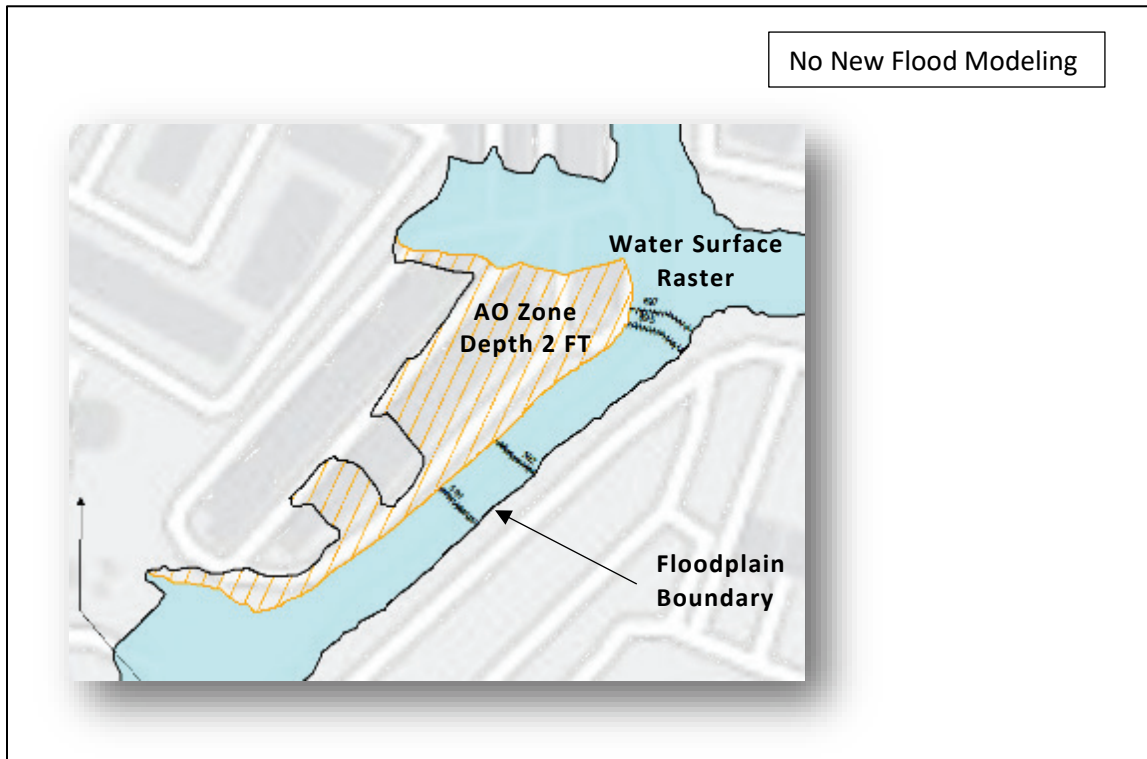 No New Flood Modeling
Water Surface
Raster
AO Zone
Depth 2 FT
Floodplain
Boundary